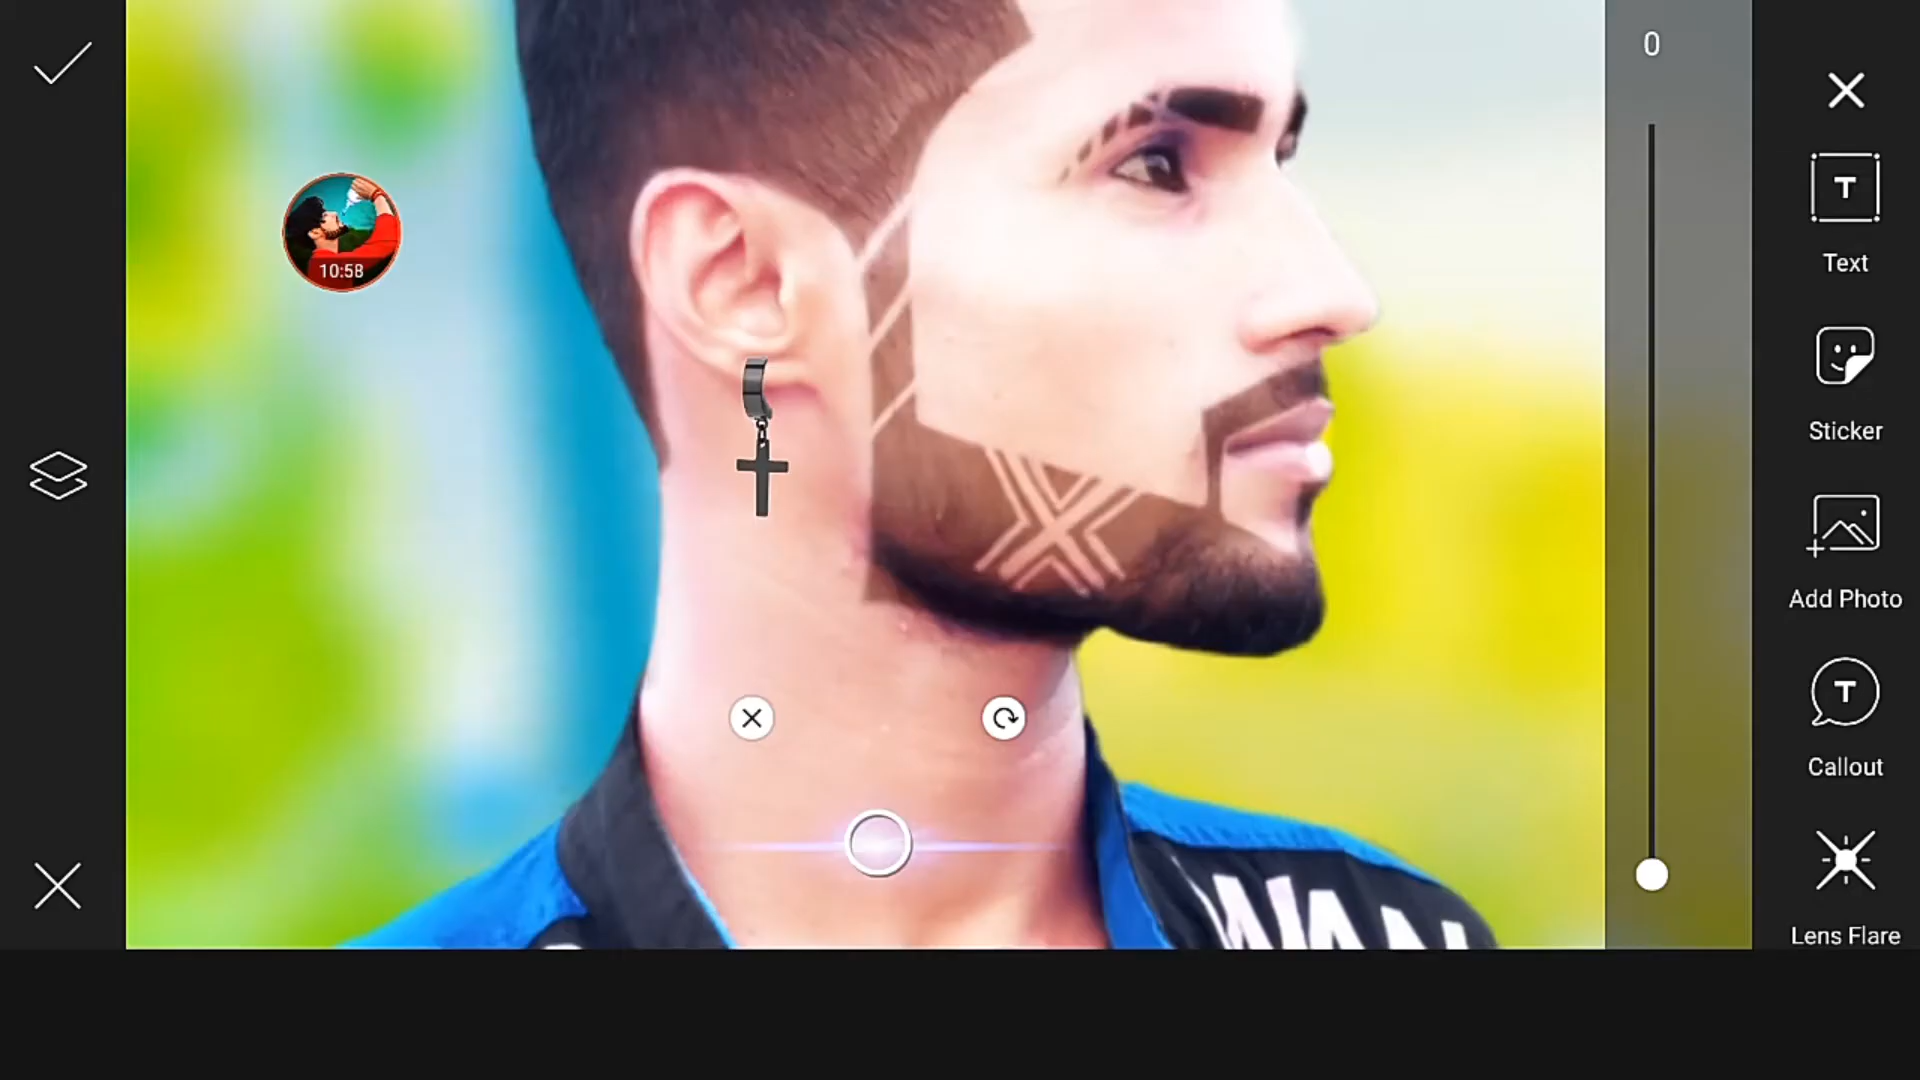 0
T
Text
10:58
Sticker
Add Photo
T
Callout
Lens Flare